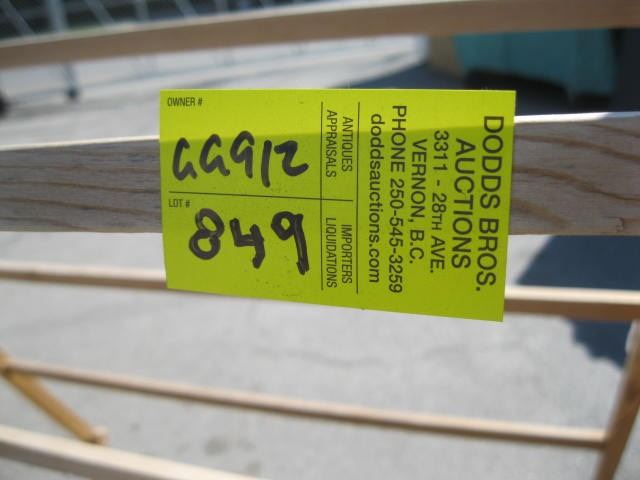 OWNER #
GG912
LOT #
849
ANTIQUES
APPRAISALS
IMPORTERS
LIQUIDATIONS
DODDS BROS.
AUCTIONS
3311 - 28TH AVE.
VERNON, B.C.
PHONE 250-545-3259
doddsauctions.com